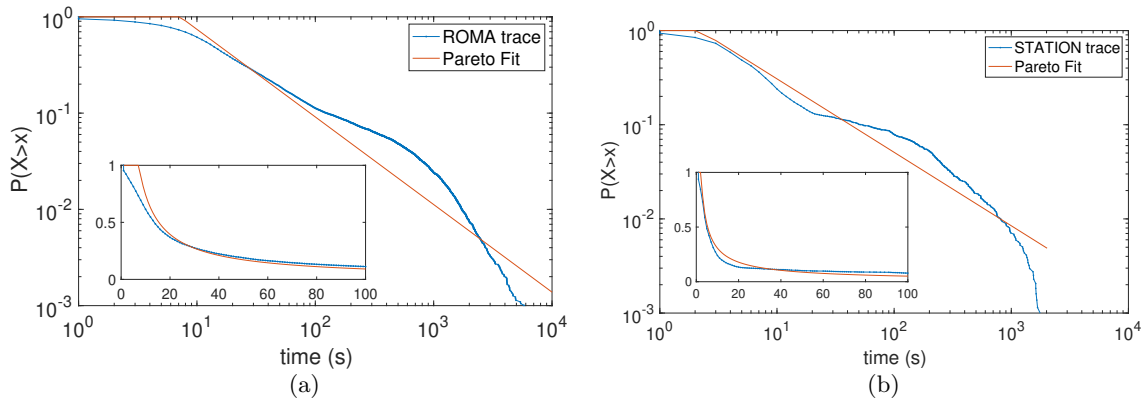 10^0
ROMA trace
Pareto Fit
10^-1
P(X>x)
1
0.5
10^-2
0
0 20 40 60 80 100
10^-3
10^0 10^1 10^2 10^3 10^4
time (s)
(a)
10^0
STATION trace
Pareto Fit
10^-1
P(X>x)
1
0.5
10^-2
0
0 20 40 60 80 100
10^-3
10^0 10^1 10^2 10^3 10^4
time (s)
(b)